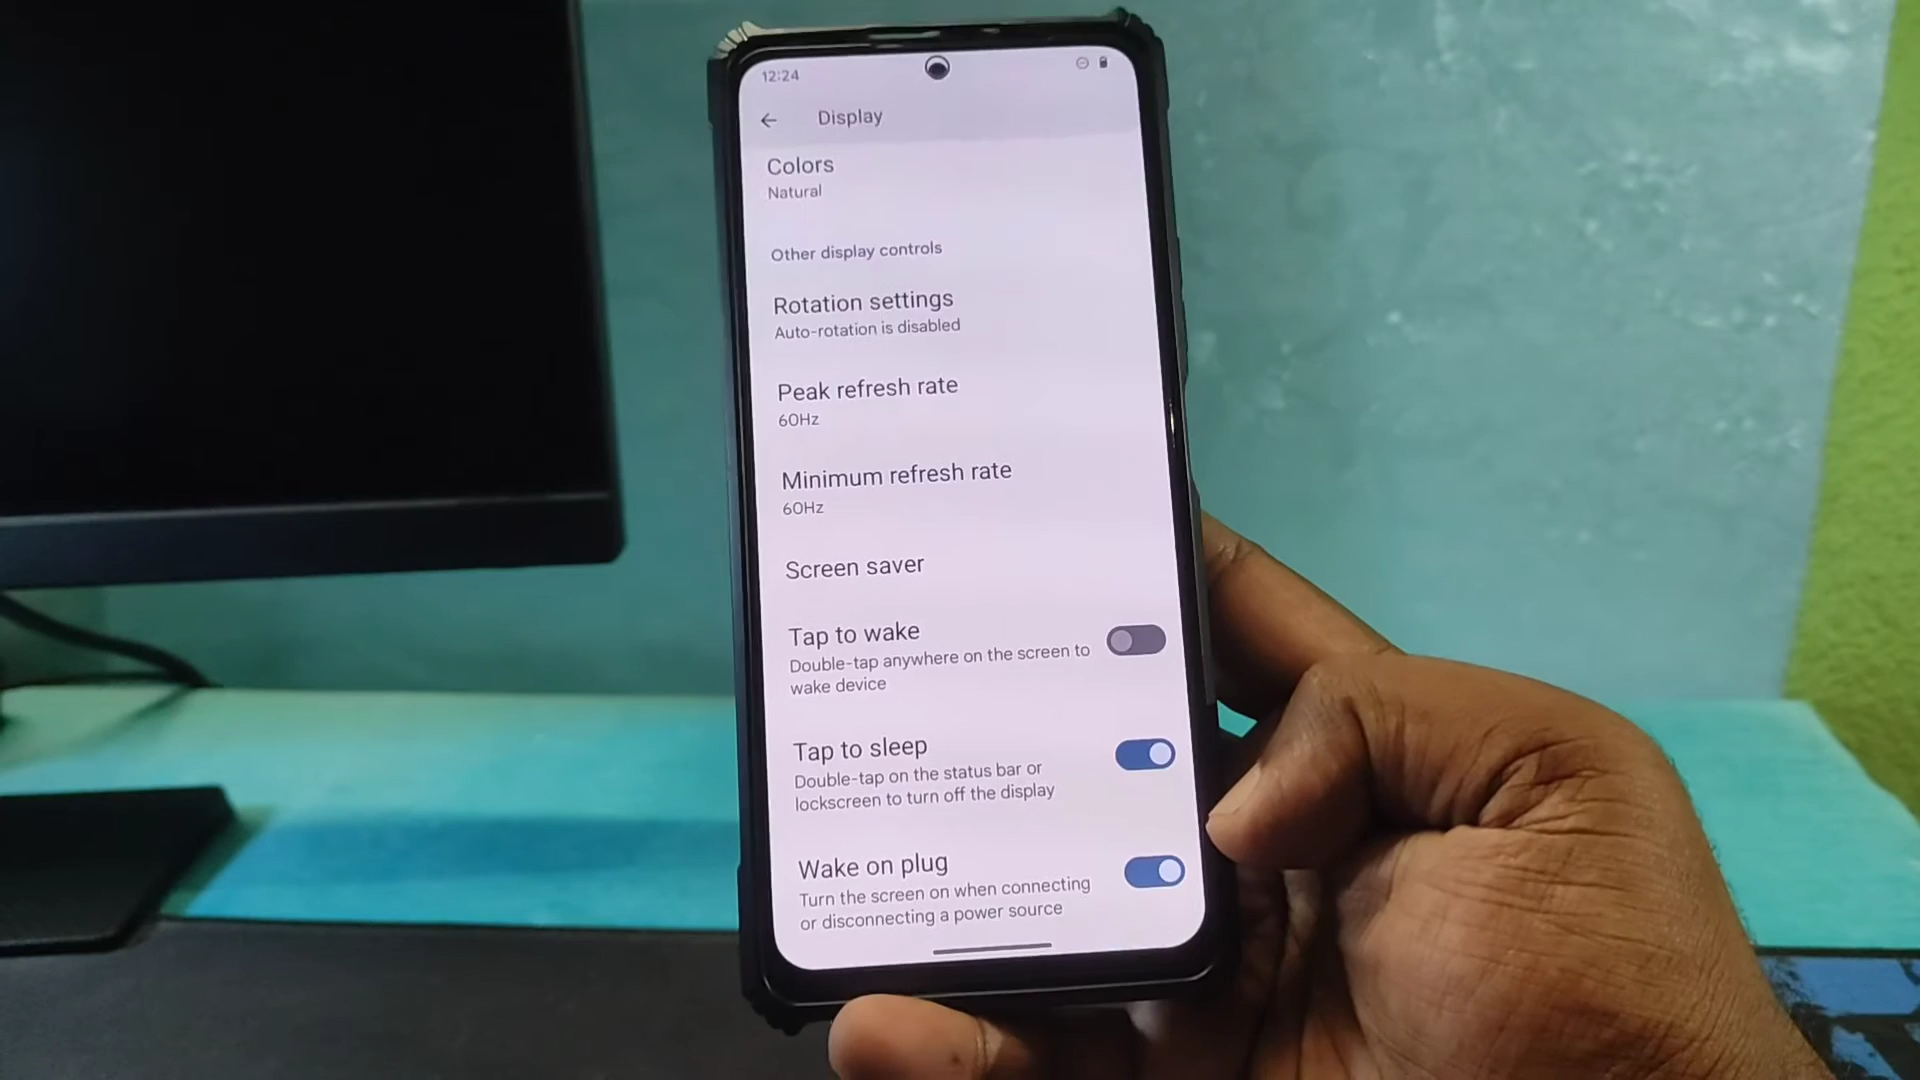 12:24
Display
Colors
Natural
Other display controls
Rotation settings
Auto-rotation is disabled
Peak refresh rate
60Hz
Minimum refresh rate
60Hz
Screen saver
Tap to wake
Double-tap anywhere on the screen to
wake device
Tap to sleep
Double-tap on the status bar or
lockscreen to turn off the display
Wake on plug
Turn the screen on when connecting
or disconnecting a power source